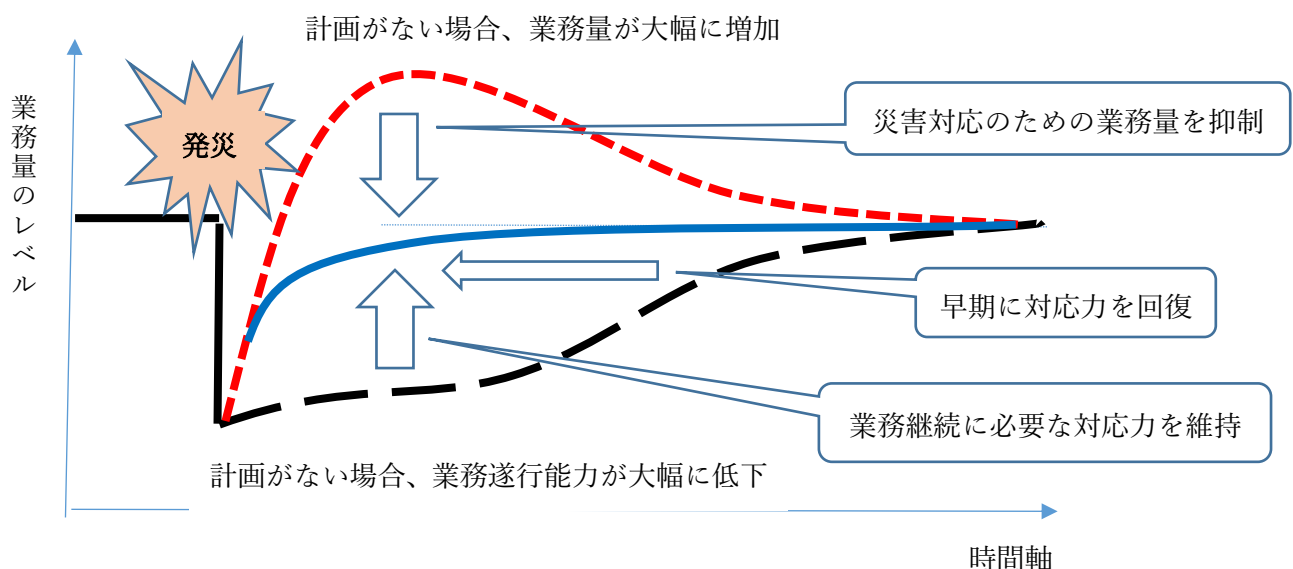 計画がない場合、業務量が大幅に増加
業務量のレベル
発災
災害対応のための業務量を抑制
早期に対応力を回復
業務継続に必要な対応力を維持
計画がない場合、業務遂行能力が大幅に低下
時間軸